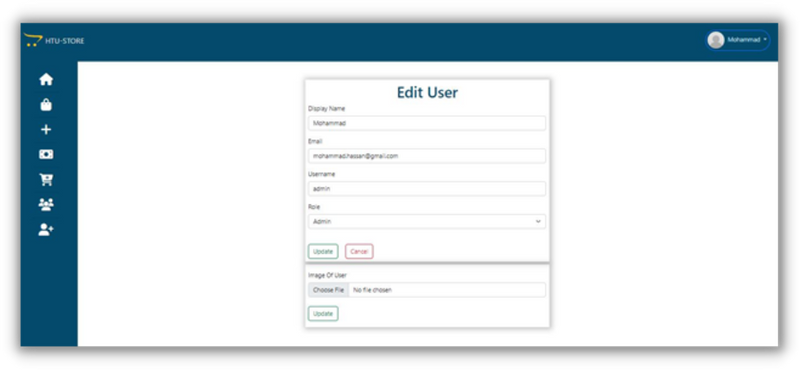 HTU-STORE
Mohammad
Edit User
Display Name
Mohammad
Email
mohammad.hassan@gmail.com
Username
admin
Role
Admin
Update Cancel
Image Of User
Choose File No file chosen
Update